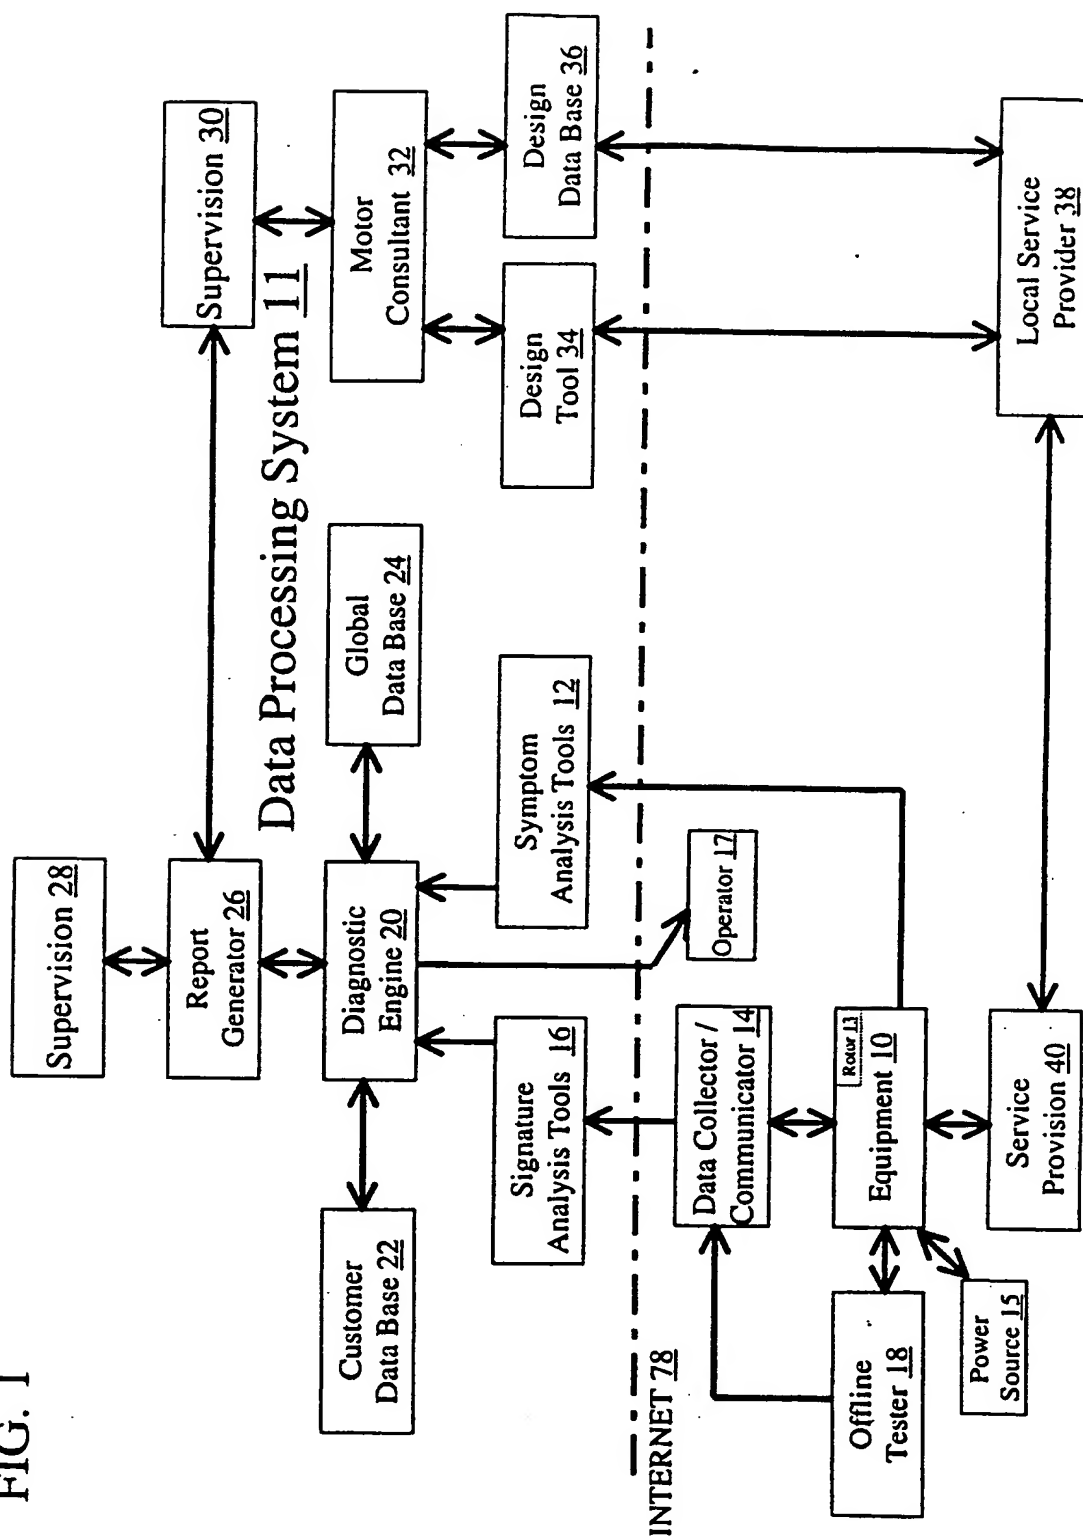 FIG. 1
Supervision 28
Report
Generator 26
Supervision 30
Data Processing System 11
Customer
Data Base 22
Diagnostic
Engine 20
Global
Data Base 24
Motor
Consultant 32
Signature
Analysis Tools 16
Symptom
Analysis Tools 12
Design
Tool 34
Design
Data Base 36
INTERNET 78
Data Collector /
Communicator 14
Operator 17
Offline
Tester 18
Rotor 13
Equipment 10
Power
Source 15
Service
Provision 40
Local Service
Provider 38